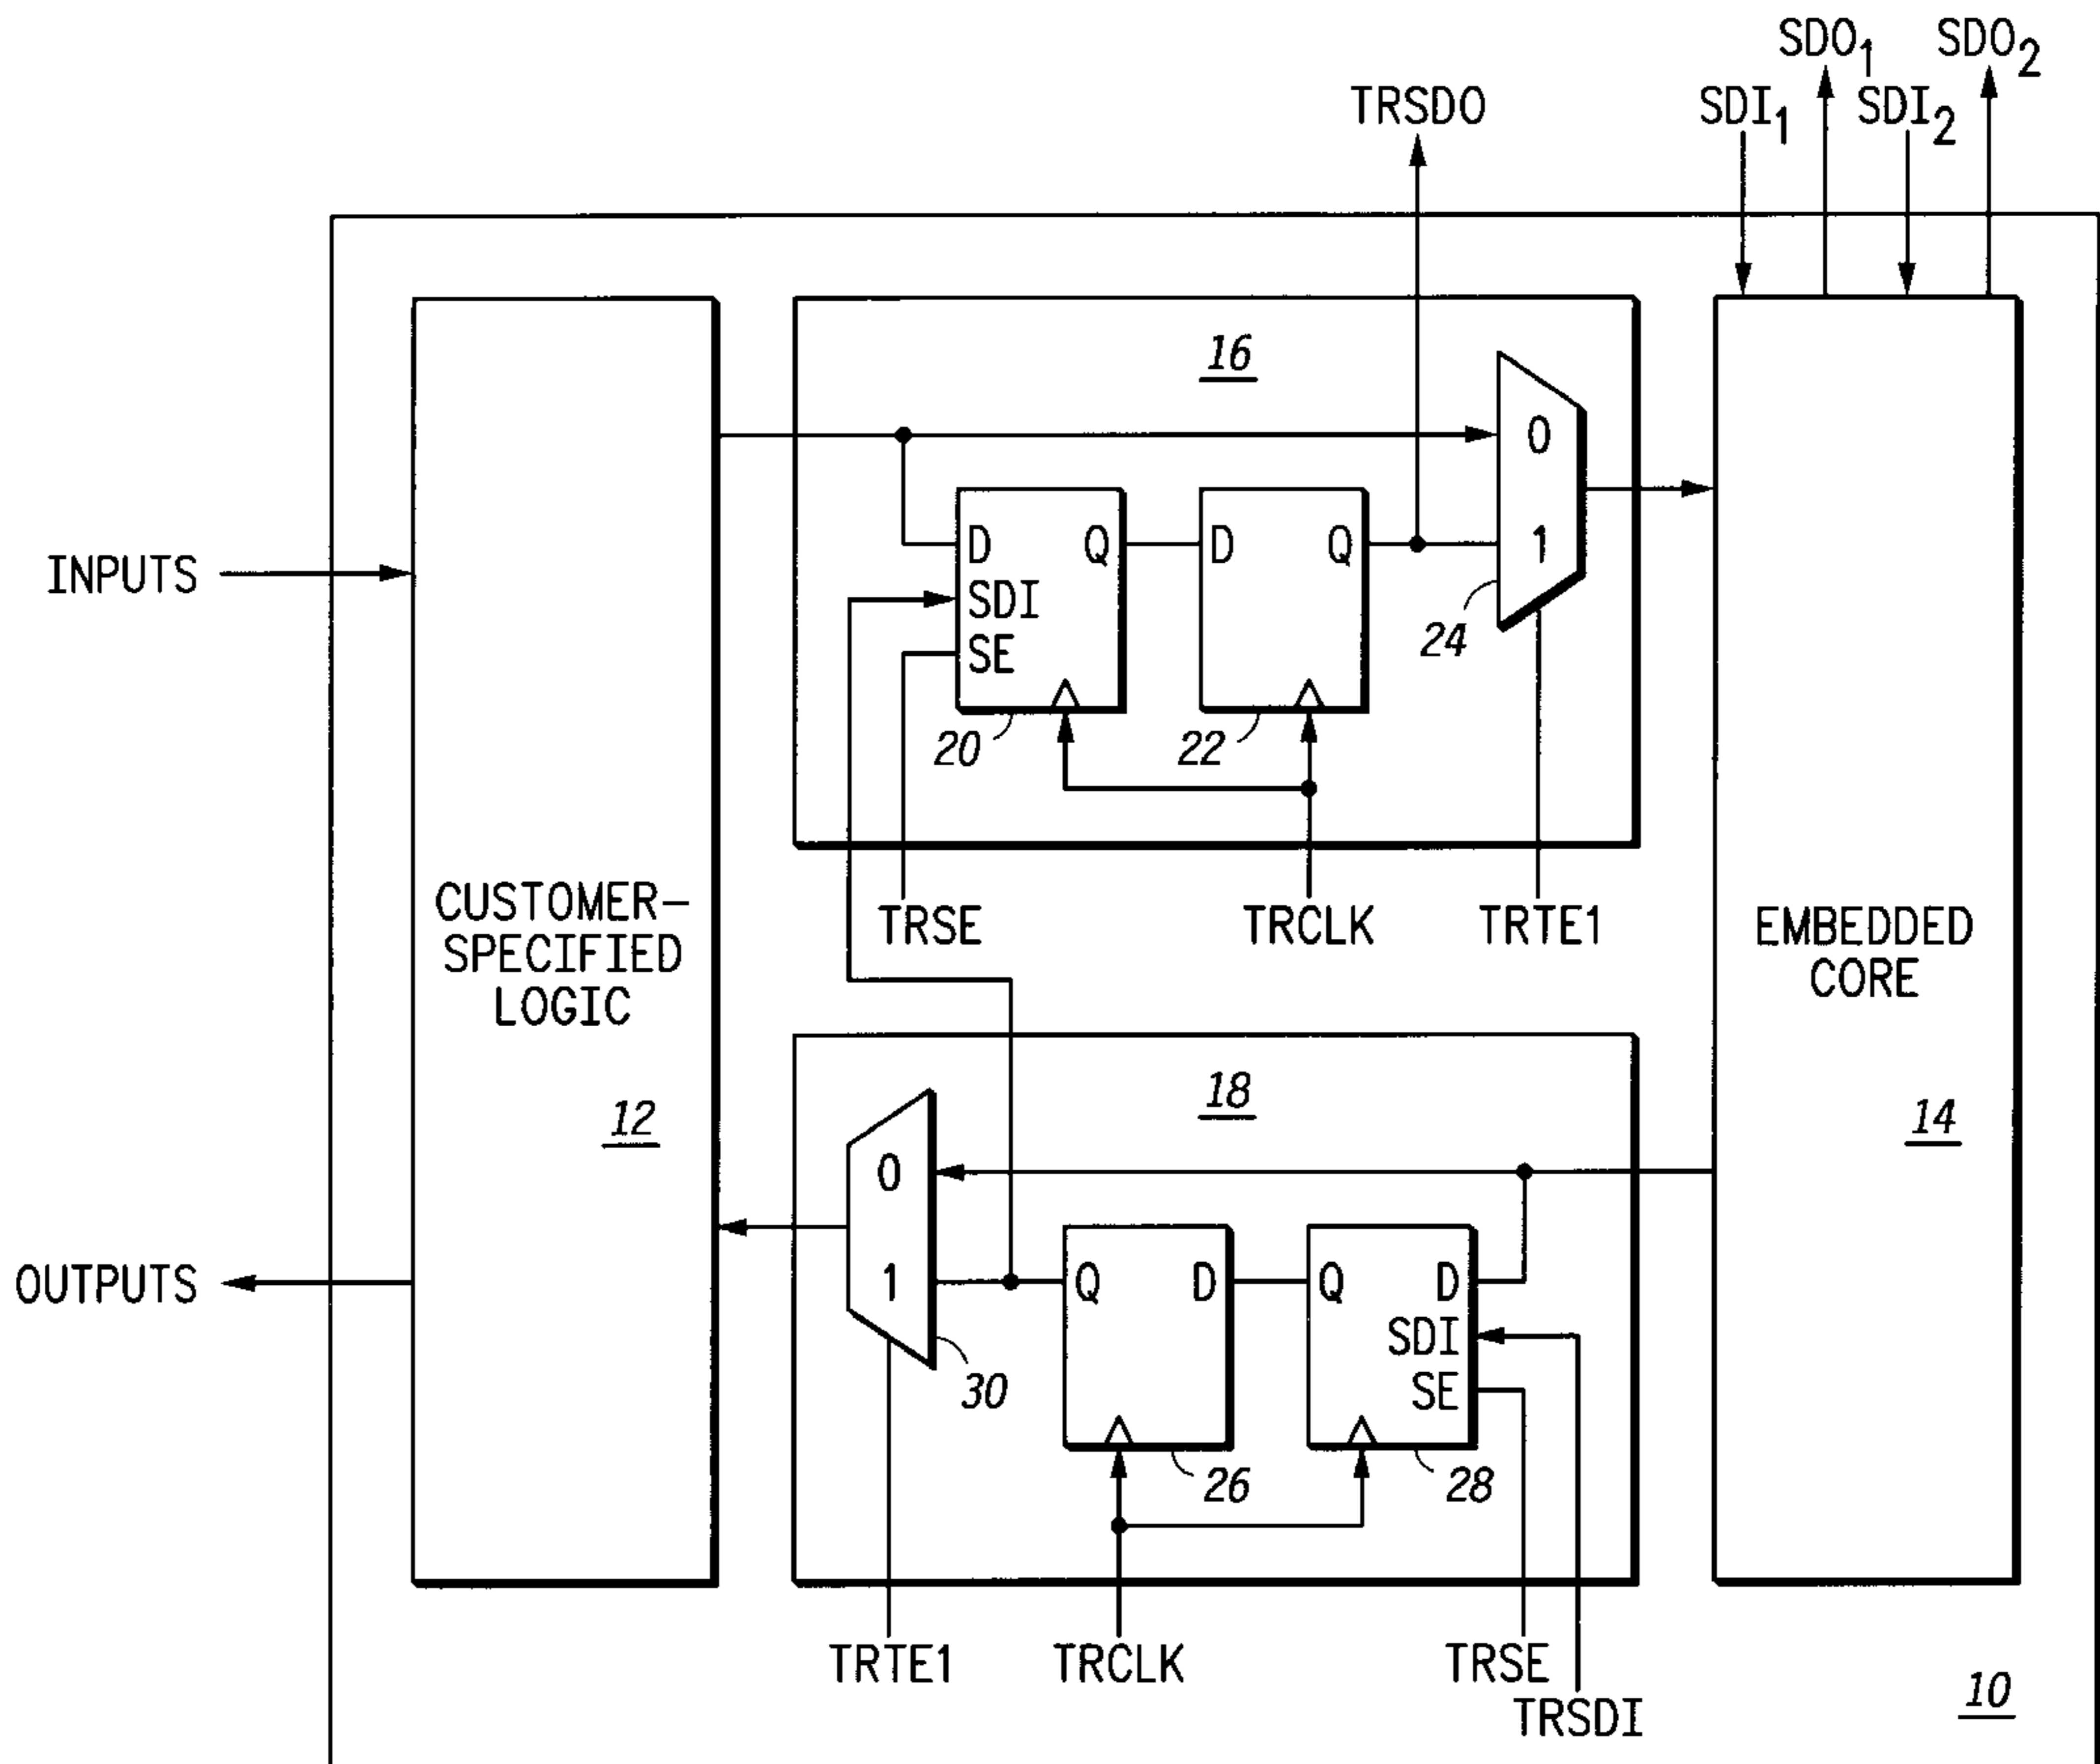 SDO1 SDO2
TRSDO SDI1 SDI2
16
0
D Q D Q 1
INPUTS
SDI
SE
24
20 22
CUSTOMER-
SPECIFIED
LOGIC
TRSE TRCLK TRTE1
EMBEDDED
CORE
18
12
14
0
OUTPUTS
1 Q D Q D
SDI
SE
30
26 28
TRTE1 TRCLK TRSE
TRSDI
10